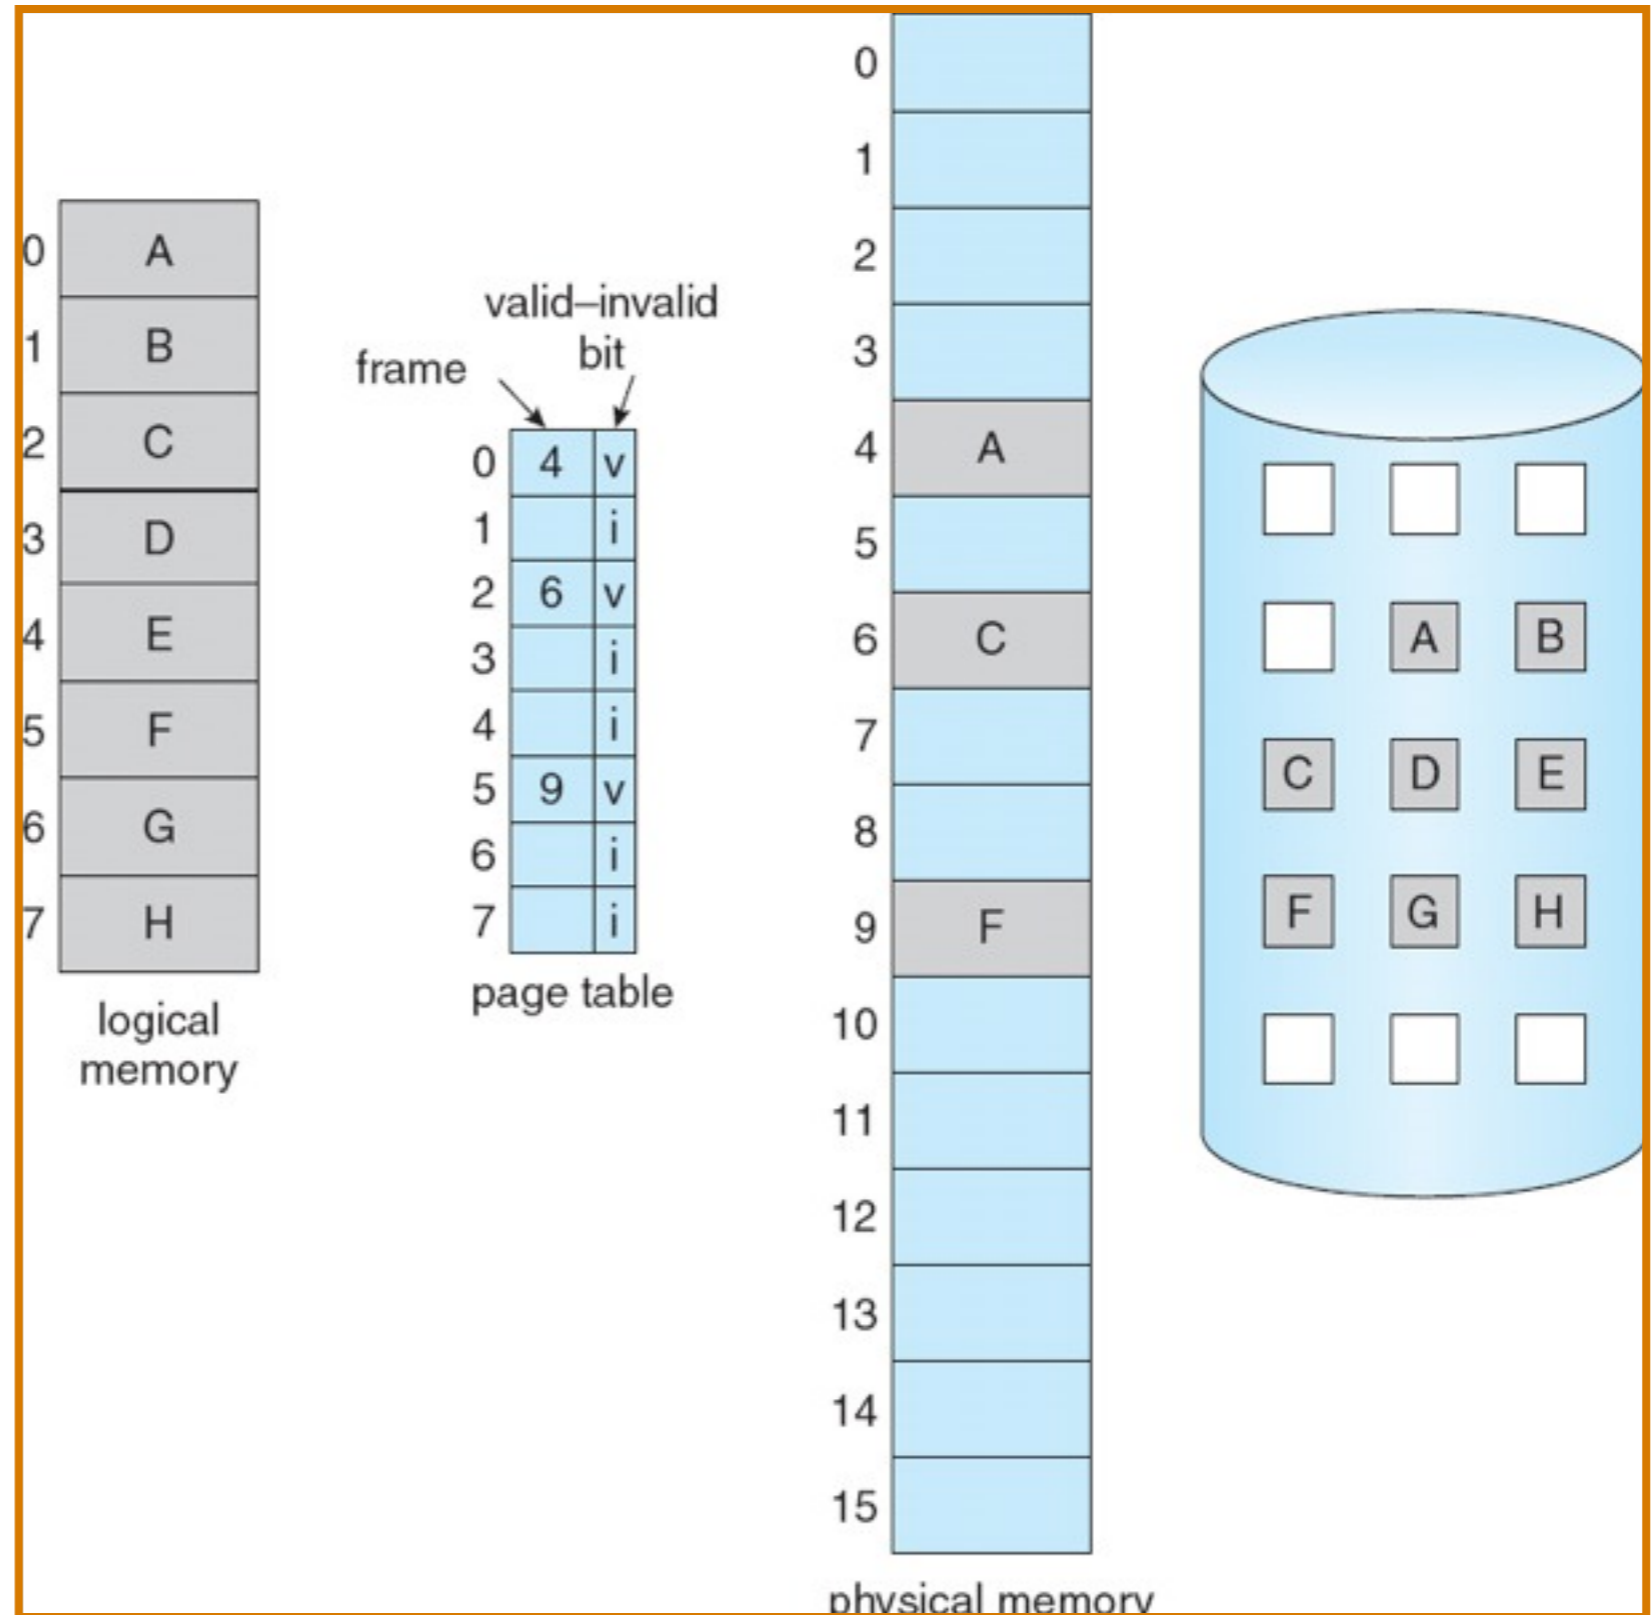 0 A
1 B
2 C
3 D
4 E
5 F
6 G
7 H
logical
memory
valid–invalid
bit
frame
0 4 v
1 i
2 6 v
3 i
4 i
5 9 v
6 i
7 i
page table
0
1
2
3
4 A
5
6 C
7
8
9 F
10
11
12
13
14
15
physical memory
A B
C D E
F G H